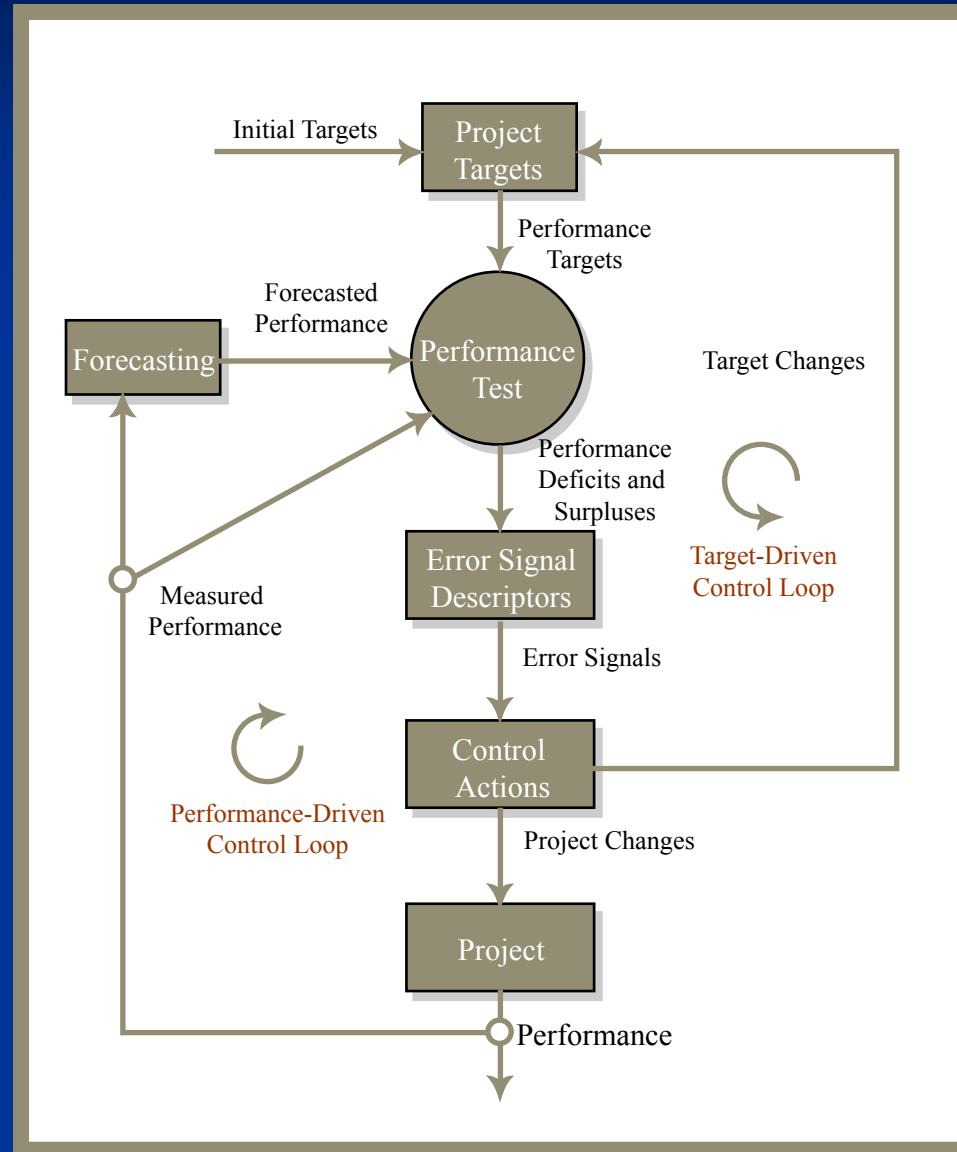 Initial Targets
Project
Targets
Performance
Targets
Forecasted
Performance
Forecasting
Performance
Test
Target Changes
Performance
Deficits and
Surpluses
Target-Driven
Control Loop
Error Signal
Descriptors
Measured
Performance
Error Signals
Control
Actions
Performance-Driven
Control Loop
Project Changes
Project
Performance